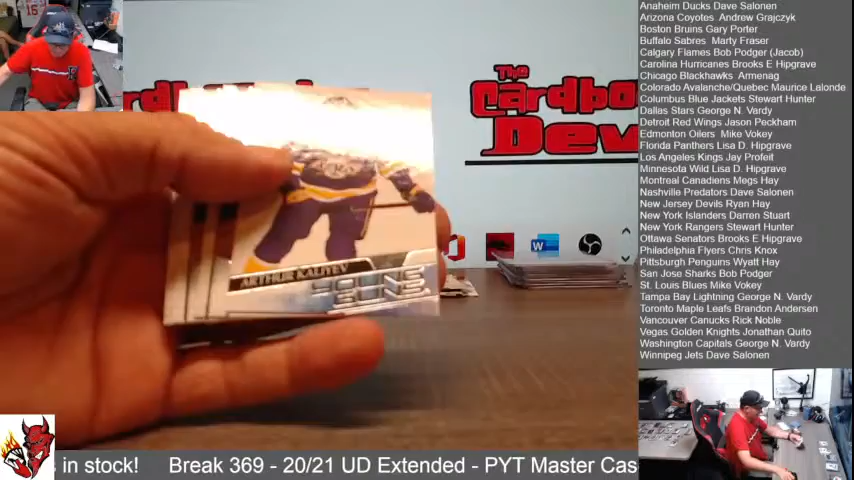 The
Cardbo
Dev
rdb
ARTHUR KALIYEV
YOUNG
GUNS
15
W
Anaheim Ducks Dave Salonen
Arizona Coyotes Andrew Grajczyk
Boston Bruins Gary Porter
Buffalo Sabres Marty Fraser
Calgary Flames Bob Podger (Jacob)
Carolina Hurricanes Brooks E Hipgrave
Chicago Blackhawks Armenag
Colorado Avalanche/Quebec Maurice Lalonde
Columbus Blue Jackets Stewart Hunter
Dallas Stars George N. Vardy
Detroit Red Wings Jason Peckham
Edmonton Oilers Mike Vokey
Florida Panthers Lisa D. Hipgrave
Los Angeles Kings Jay Profeit
Minnesota Wild Lisa D. Hipgrave
Montreal Canadiens Megs Hay
Nashville Predators Dave Salonen
New Jersey Devils Ryan Hay
New York Islanders Darren Stuart
New York Rangers Stewart Hunter
Ottawa Senators Brooks E Hipgrave
Philadelphia Flyers Chris Knox
Pittsburgh Penguins Wyatt Hay
San Jose Sharks Bob Podger
St. Louis Blues Mike Vokey
Tampa Bay Lightning George N. Vardy
Toronto Maple Leafs Brandon Andersen
Vancouver Canucks Rick Noble
Vegas Golden Knights Jonathan Quito
Washington Capitals George N. Vardy
Winnipeg Jets Dave Salonen
in stock! Break 369 - 20/21 UD Extended - PYT Master Cas